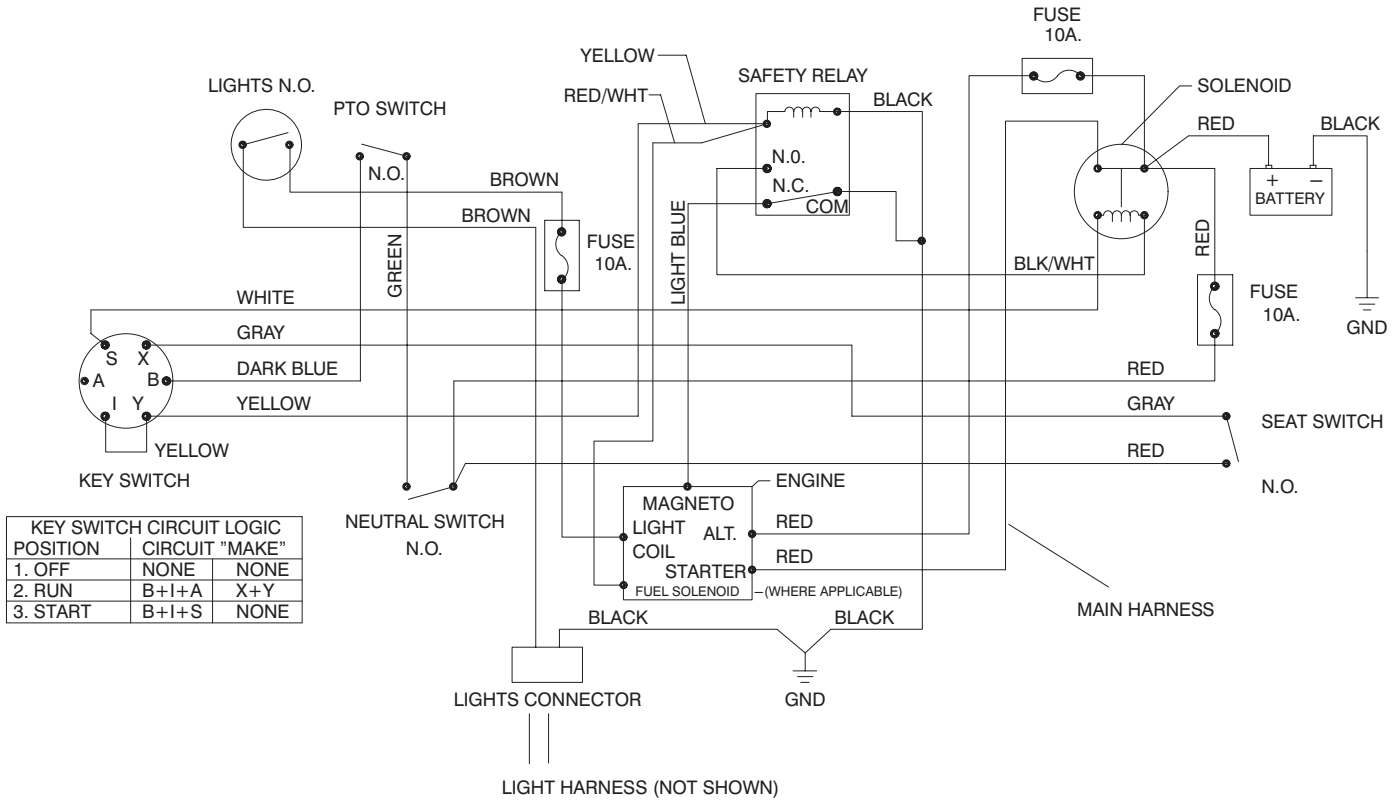 FUSE
10A.
YELLOW
SAFETY RELAY
LIGHTS N.O.
SOLENOID
RED/WHT
BLACK
PTO SWITCH
RED
BLACK
N.0.
N.O.
BROWN
N.C.
+ –
COM
BATTERY
BROWN
GREEN
FUSE
10A.
LIGHT BLUE
RED
BLK/WHT
WHITE
FUSE
10A.
GND
GRAY
S X
A B
I Y
DARK BLUE
RED
YELLOW
GRAY
SEAT SWITCH
YELLOW
RED
KEY SWITCH
ENGINE
N.O.
MAGNETO
KEY SWITCH CIRCUIT LOGIC
POSITION CIRCUIT "MAKE"
1. OFF NONE NONE
2. RUN B+I+A X+Y
3. START B+I+S NONE
NEUTRAL SWITCH
N.O.
LIGHT
COIL
ALT.
RED
RED
STARTER
FUEL SOLENOID
(WHERE APPLICABLE)
MAIN HARNESS
BLACK
BLACK
LIGHTS CONNECTOR
GND
LIGHT HARNESS (NOT SHOWN)